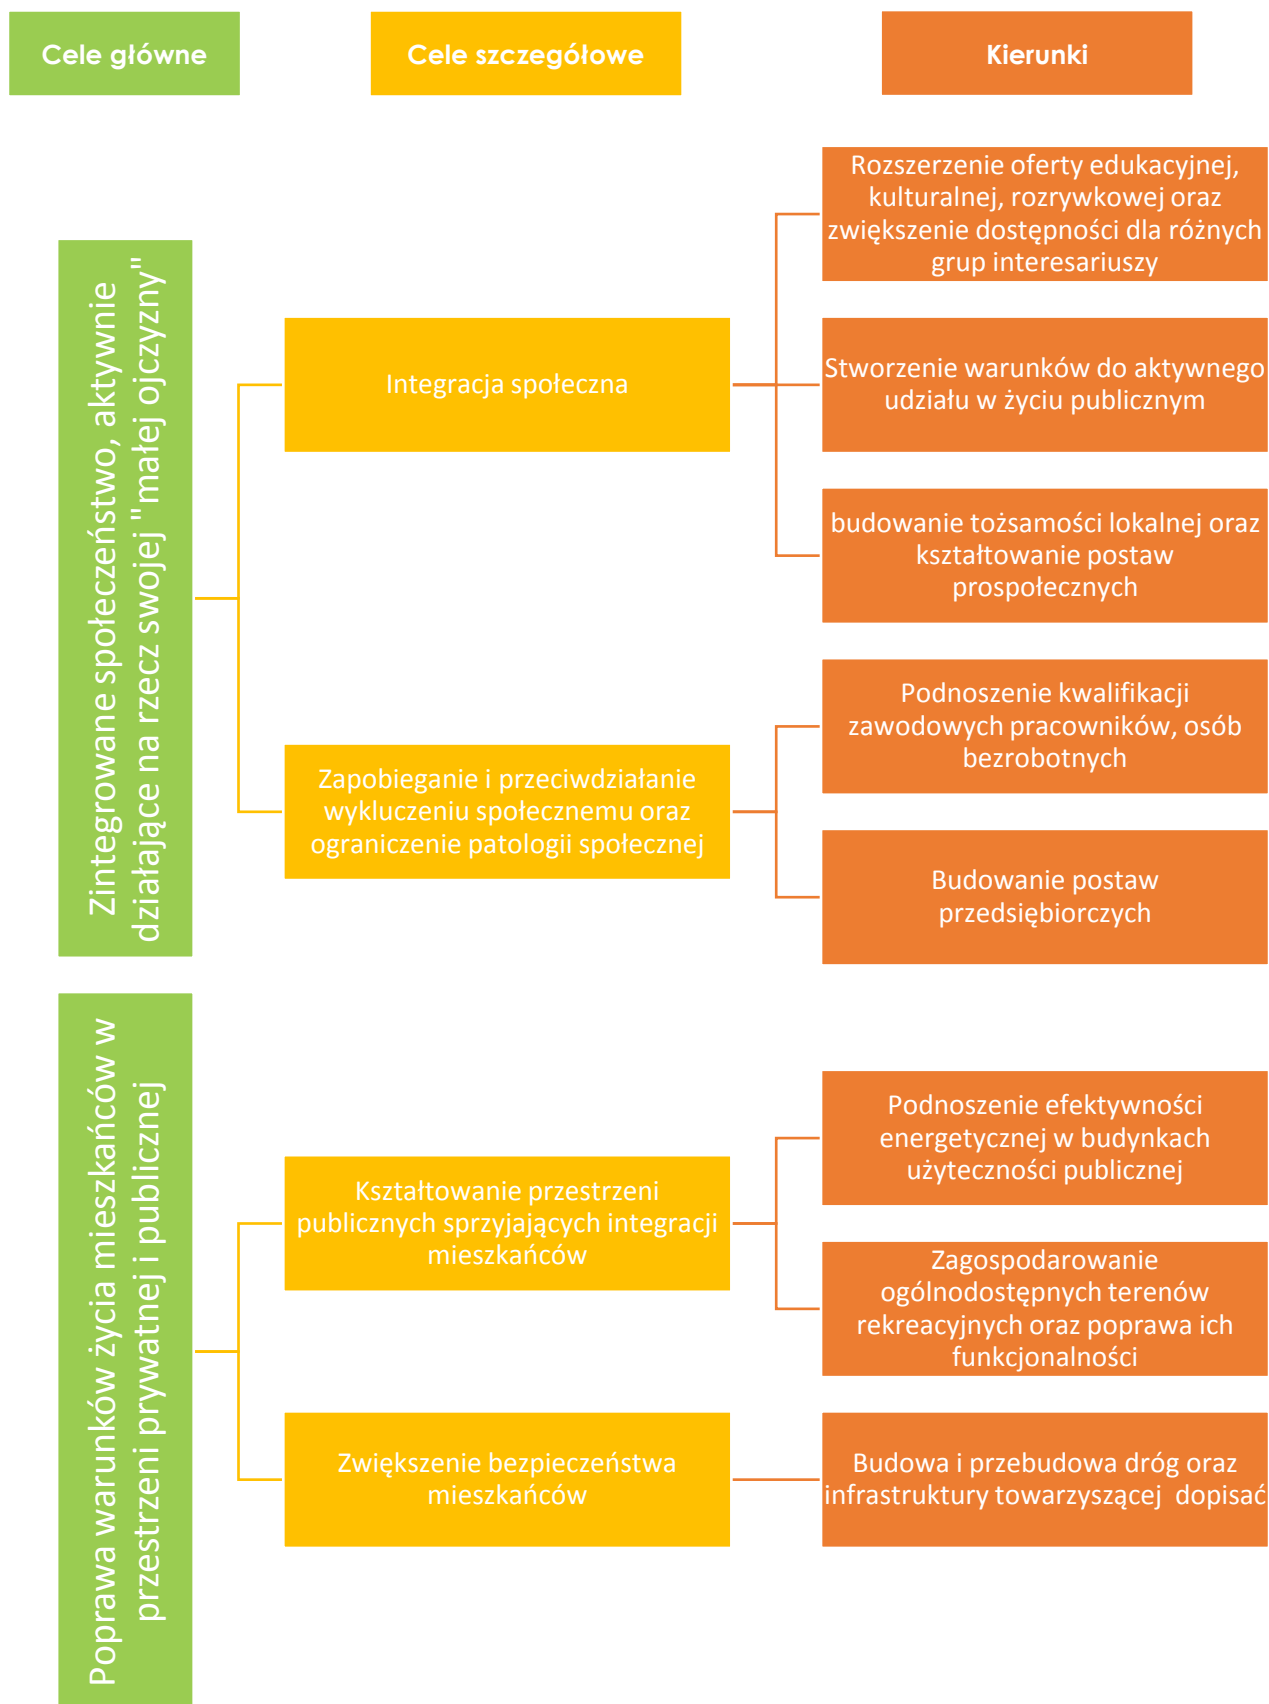 Cele główne
Cele szczegółowe
Kierunki
Zintegrowane społeczeństwo, aktywnie
działające na rzecz swojej "małej ojczyzny"
Integracja społeczna
Rozszerzenie oferty edukacyjnej,
kulturalnej, rozrywkowej oraz
zwiększenie dostępności dla różnych
grup interesariuszy
Stworzenie warunków do aktywnego
udziału w życiu publicznym
budowanie tożsamości lokalnej oraz
kształtowanie postaw
prospołecznych
Zapobieganie i przeciwdziałanie
wykluczeniu społecznemu oraz
ograniczenie patologii społecznej
Podnoszenie kwalifikacji
zawodowych pracowników, osób
bezrobotnych
Budowanie postaw
przedsiębiorczych
Poprawa warunków życia mieszkańców w
przestrzeni prywatnej i publicznej
Kształtowanie przestrzeni
publicznych sprzyjających integracji
mieszkańców
Podnoszenie efektywności
energetycznej w budynkach
użyteczności publicznej
Zagospodarowanie
ogólnodostępnych terenów
rekreacyjnych oraz poprawa ich
funkcjonalności
Zwiększenie bezpieczeństwa
mieszkańców
Budowa i przebudowa dróg oraz
infrastruktury towarzyszącej  dopisać